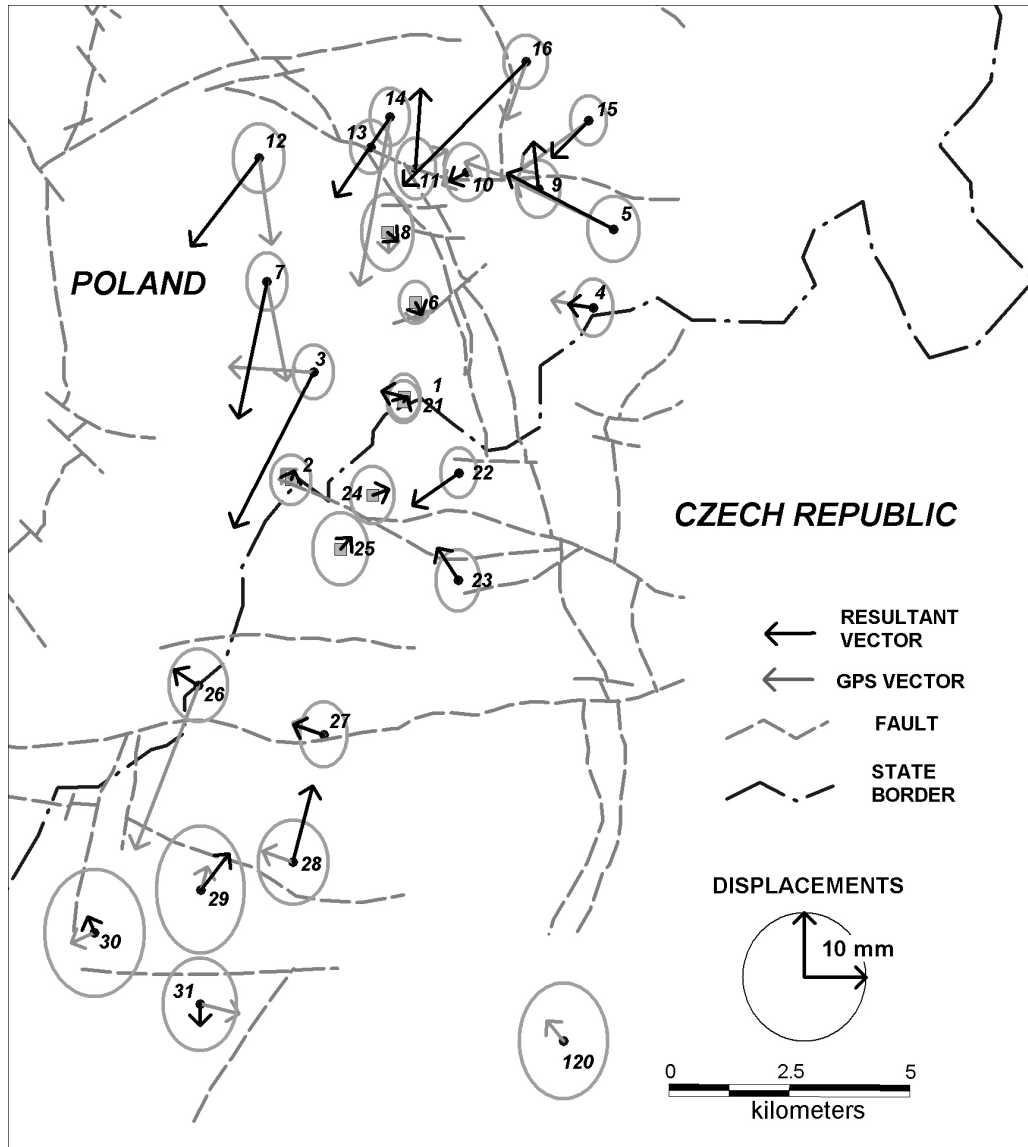 16
14
15
13
12
11
10
9
5
8
POLAND
7
6
4
3
1
21
2
22
24
CZECH REPUBLIC
25
23
RESULTANT
VECTOR
26
GPS VECTOR
27
FAULT
STATE
BORDER
28
29
DISPLACEMENTS
30
10 mm
31
120
0 2.5 5
kilometers